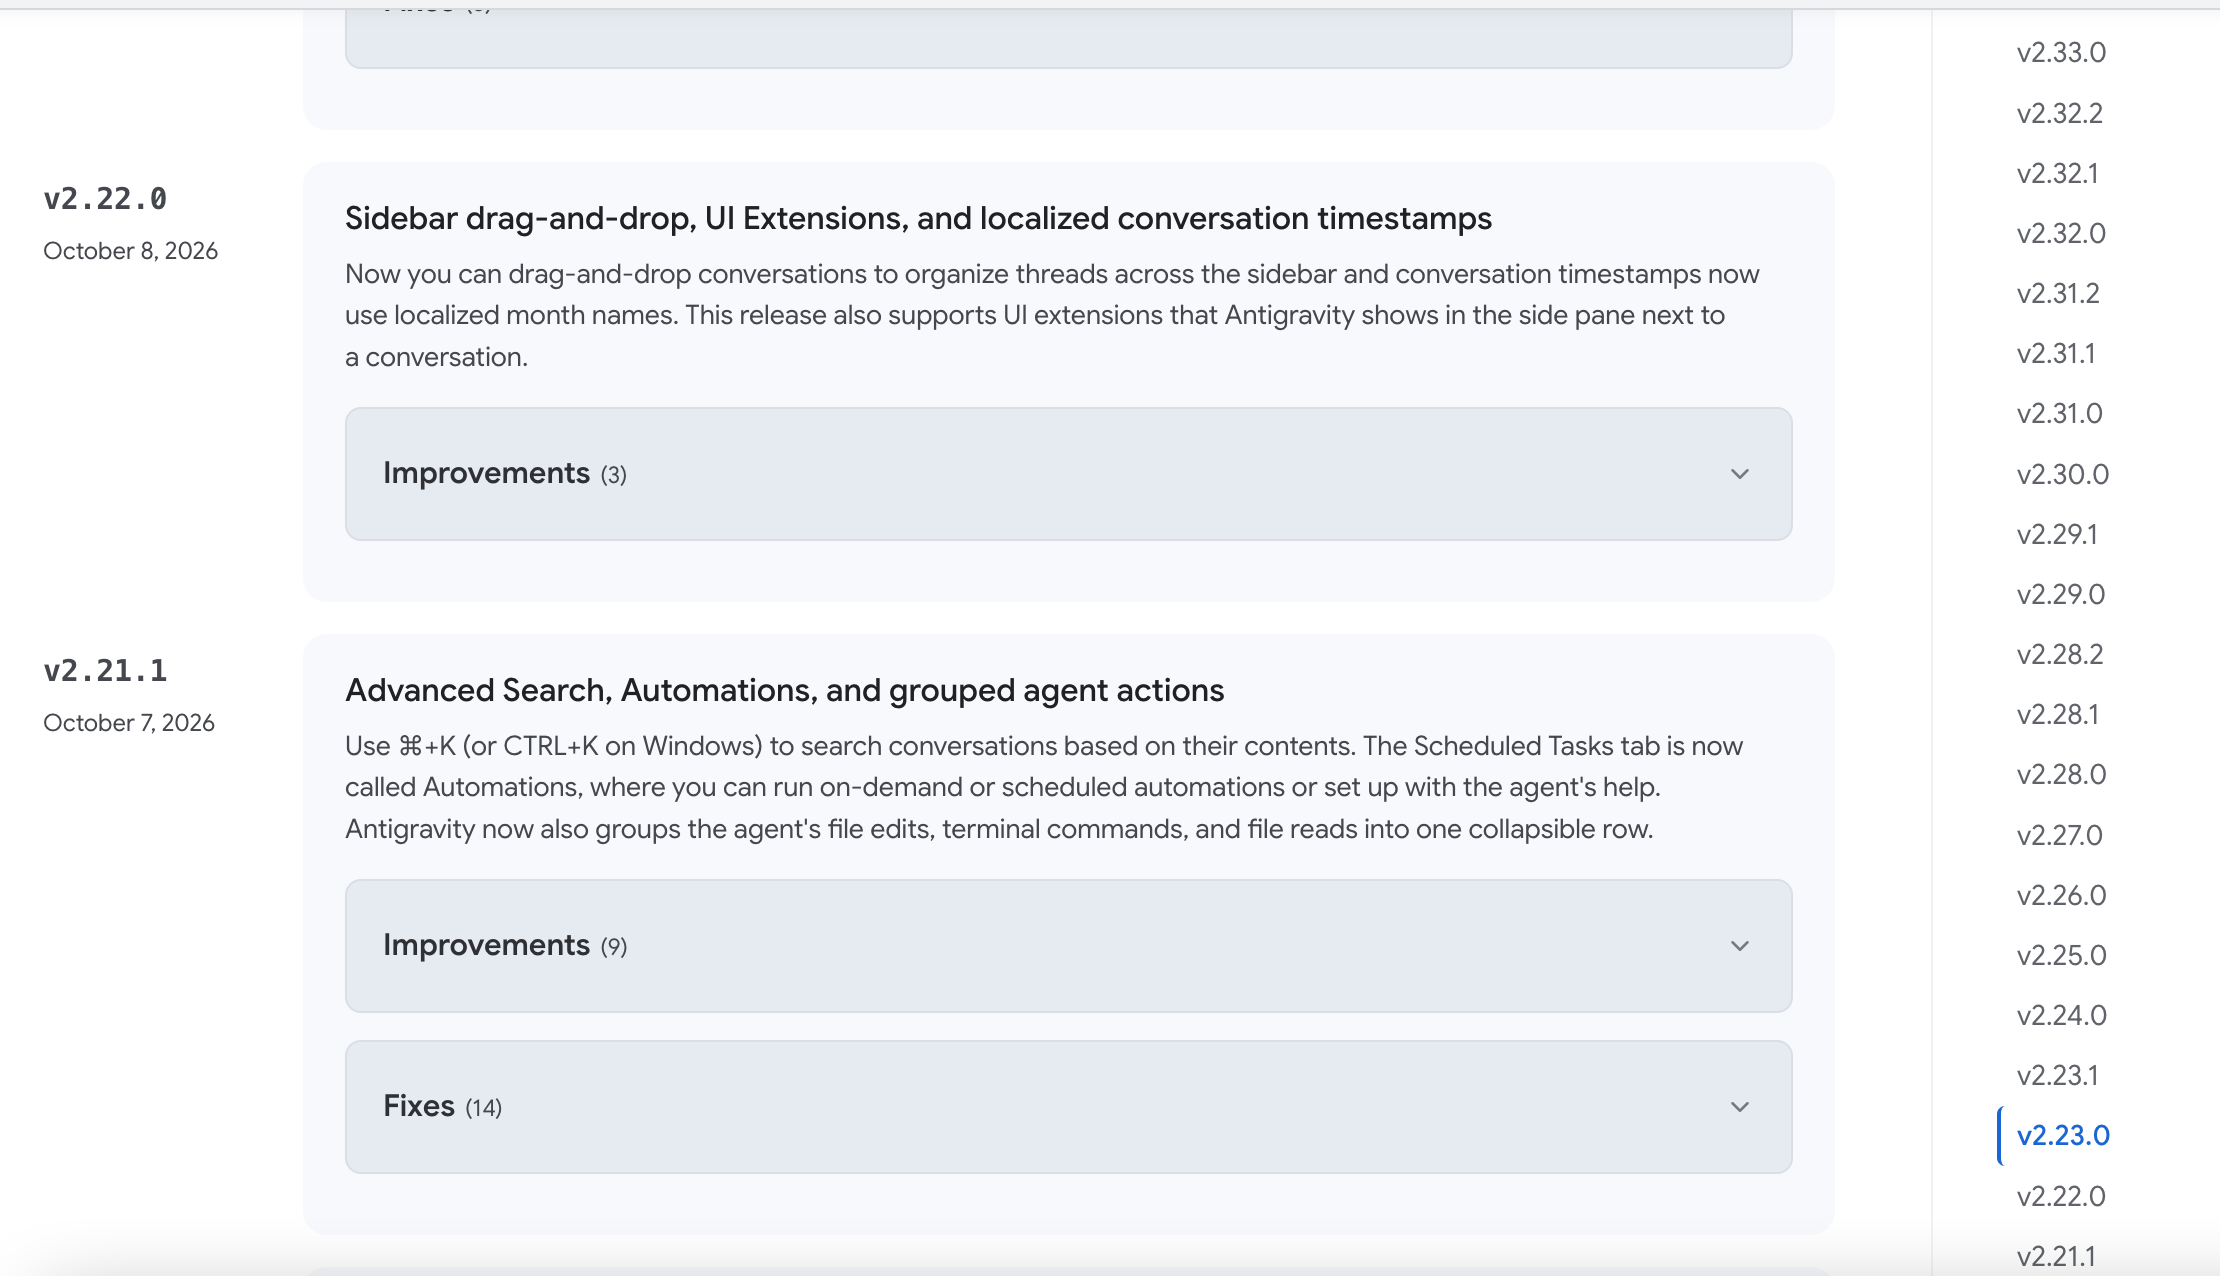 v2.22.0
October 8, 2026
Sidebar drag-and-drop, UI Extensions, and localized conversation timestamps
Now you can drag-and-drop conversations to organize threads across the sidebar and conversation timestamps now
use localized month names. This release also supports UI extensions that Antigravity shows in the side pane next to
a conversation.
Improvements (3)
v2.21.1
October 7, 2026
Advanced Search, Automations, and grouped agent actions
Use ⌘+K (or CTRL+K on Windows) to search conversations based on their contents. The Scheduled Tasks tab is now
called Automations, where you can run on-demand or scheduled automations or set up with the agent's help.
Antigravity now also groups the agent's file edits, terminal commands, and file reads into one collapsible row.
Improvements (9)
Fixes (14)
v2.33.0
v2.32.2
v2.32.1
v2.32.0
v2.31.2
v2.31.1
v2.31.0
v2.30.0
v2.29.1
v2.29.0
v2.28.2
v2.28.1
v2.28.0
v2.27.0
v2.26.0
v2.25.0
v2.24.0
v2.23.1
v2.23.0
v2.22.0
v2.21.1